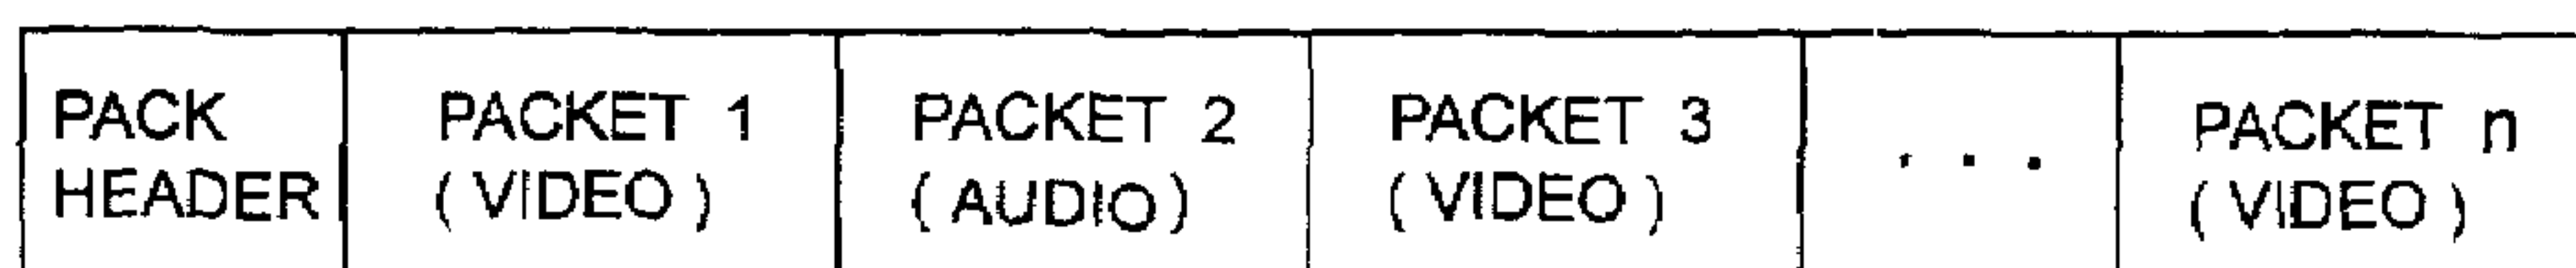 PACK HEADER
PACKET 1 (VIDEO)
PACKET 2 (AUDIO)
PACKET 3 (VIDEO)
. . .
PACKET n (VIDEO)